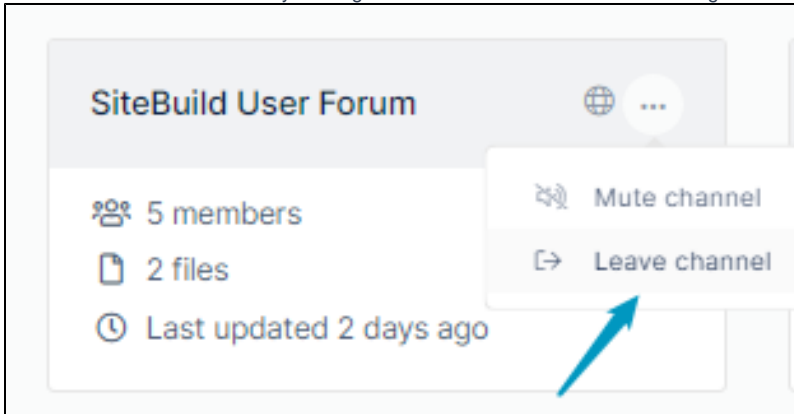 SiteBuild User Forum
...
Mute channel
Leave channel
5 members
2 files
Last updated 2 days ago